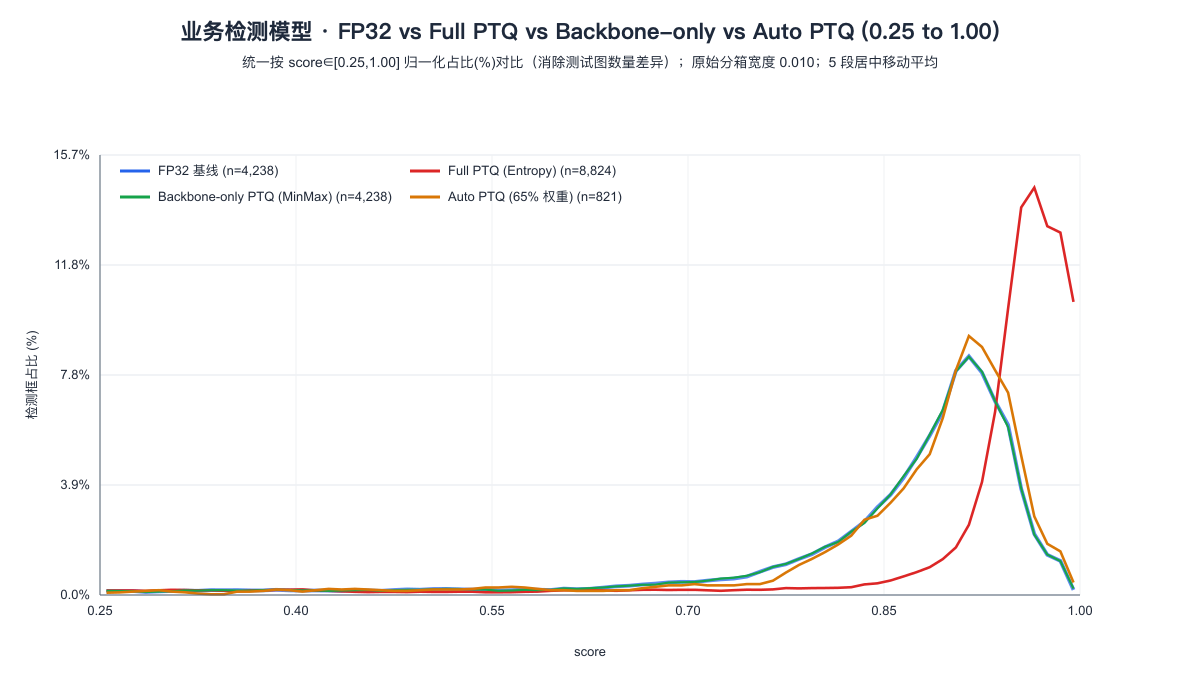 业务检测模型 · FP32 vs Full PTQ vs Backbone–only vs Auto PTQ (0.25 to 1.00)
统一按 score∈[0.25,1.00] 归一化占比(%)对比（消除测试图数量差异）；原始分箱宽度 0.010；5 段居中移动平均
15.7%
FP32 基线 (n=4,238)
Full PTQ (Entropy) (n=8,824)
Backbone-only PTQ (MinMax) (n=4,238)
Auto PTQ (65% 权重) (n=821)
11.8%
7.8%
3.9%
0.0%
检测框占比 (%)
0.25
0.40
0.55
0.70
0.85
1.00
score